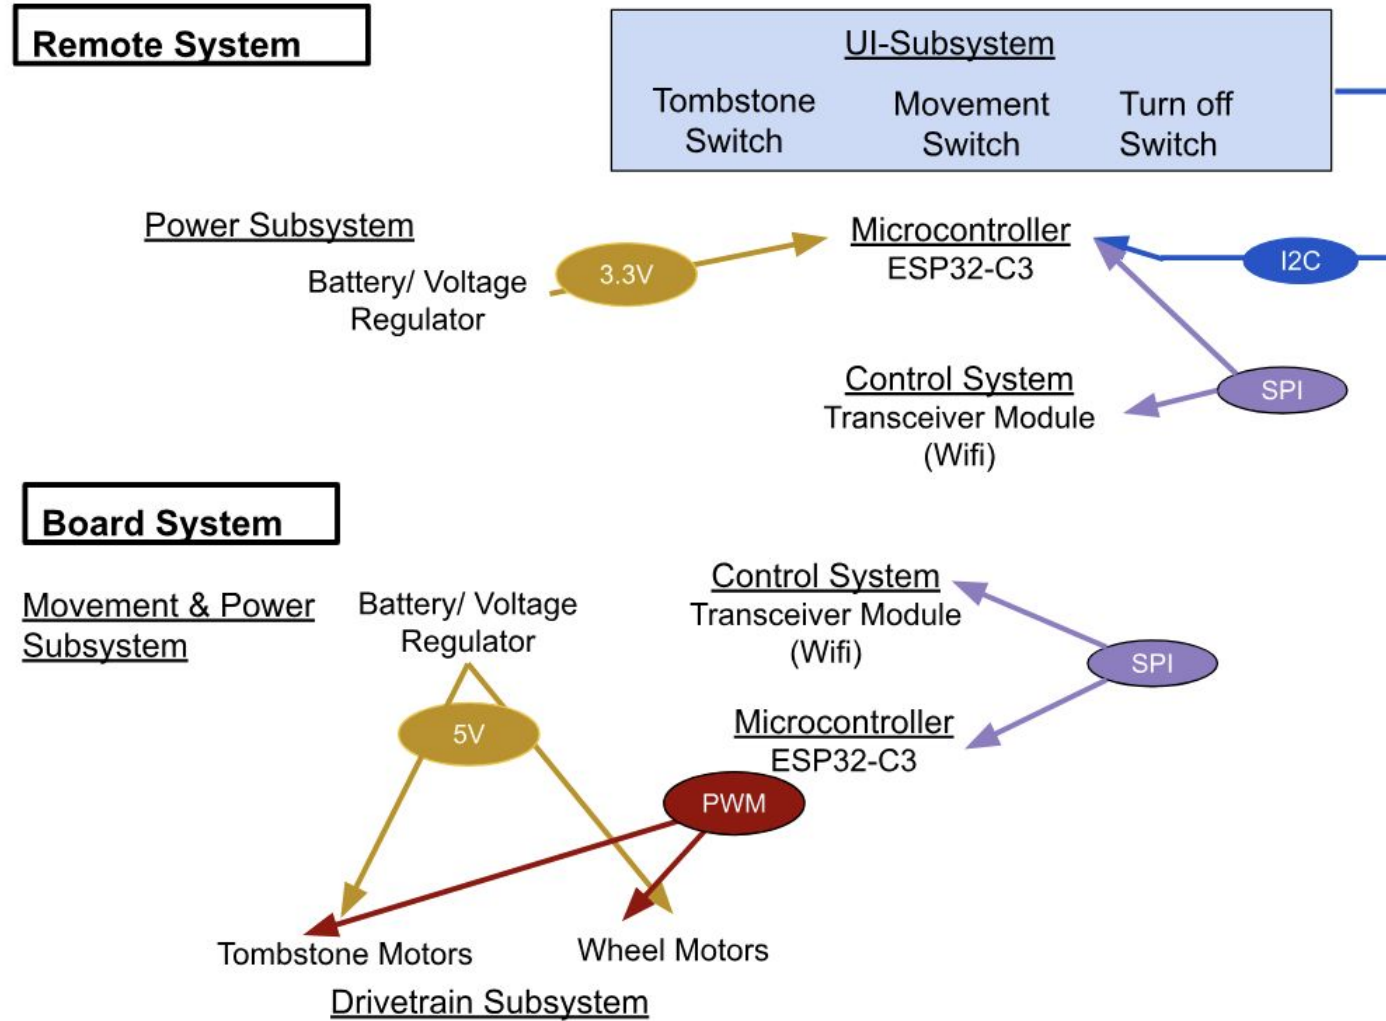 Remote System
UI-Subsystem
Tombstone
Switch
Movement
Switch
Turn off
Switch
Power Subsystem
Battery/ Voltage
Regulator
3.3V
Microcontroller
ESP32-C3
I2C
Control System
Transceiver Module
(Wifi)
SPI
Board System
Movement & Power
Subsystem
Battery/ Voltage
Regulator
5V
Control System
Transceiver Module
(Wifi)
SPI
Microcontroller
ESP32-C3
PWM
Tombstone Motors
Wheel Motors
Drivetrain Subsystem